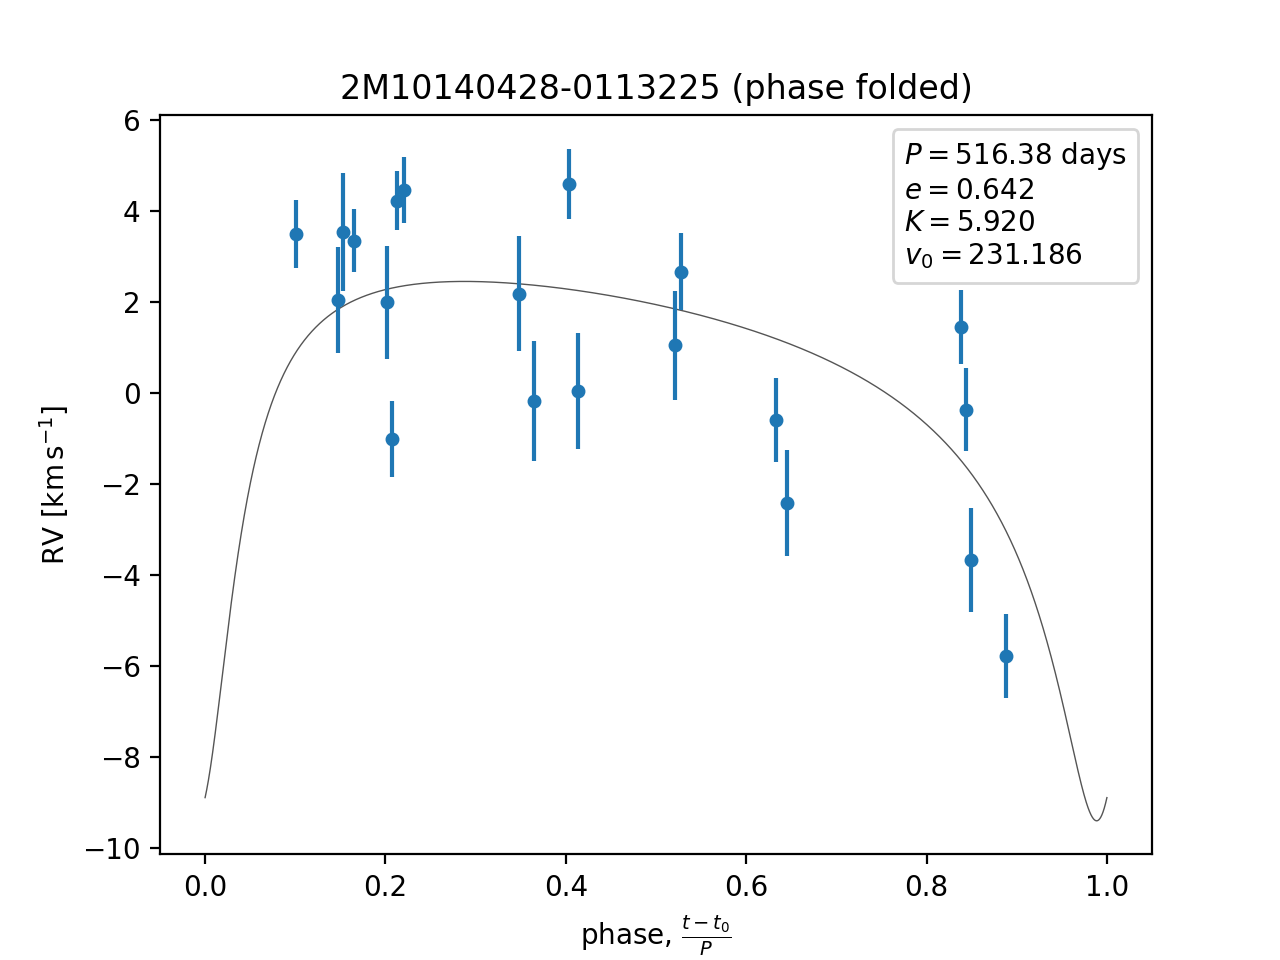 2M10140428-0113225 (phase folded)
P = 516.38 days
e = 0.642
K = 5.920
v₀ = 231.186
6
4
2
0
−2
−4
−6
−8
−10
RV [km s⁻¹]
0.0 0.2 0.4 0.6 0.8 1.0
phase, (t − t₀)/P